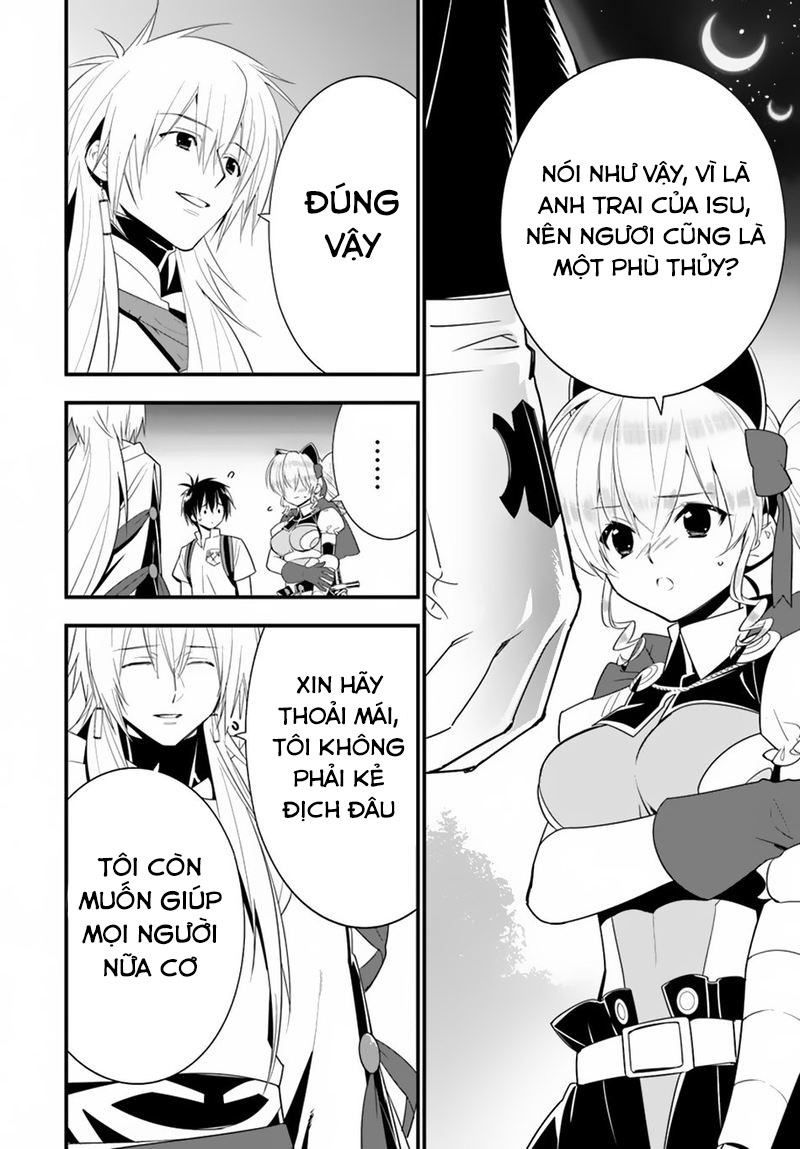 NÓI NHƯ VẬY, VÌ LÀ
ANH TRAI CỦA ISU,
NÊN NGƯƠI CŨNG LÀ
MỘT PHÙ THỦY?
ĐÚNG
VẬY
......
XIN HÃY
THOẢI MÁI,
TÔI KHÔNG
PHẢI KẺ
ĐỊCH ĐÂU
TÔI CÒN
MUỐN GIÚP
MỌI NGƯỜI
NỮA CƠ